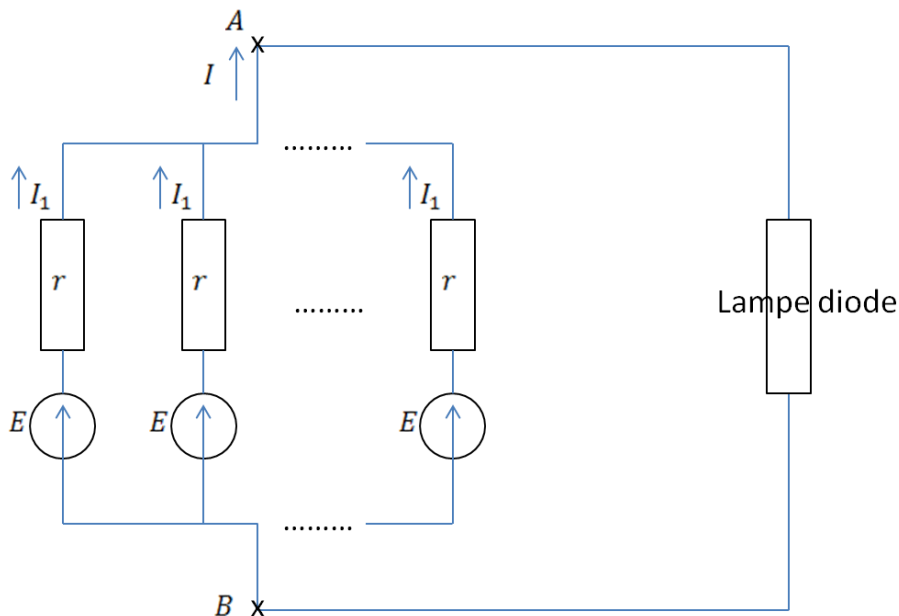 A
I
.........
I₁ I₁ I₁
r r r
.........
Lampe diode
E E E
.........
B